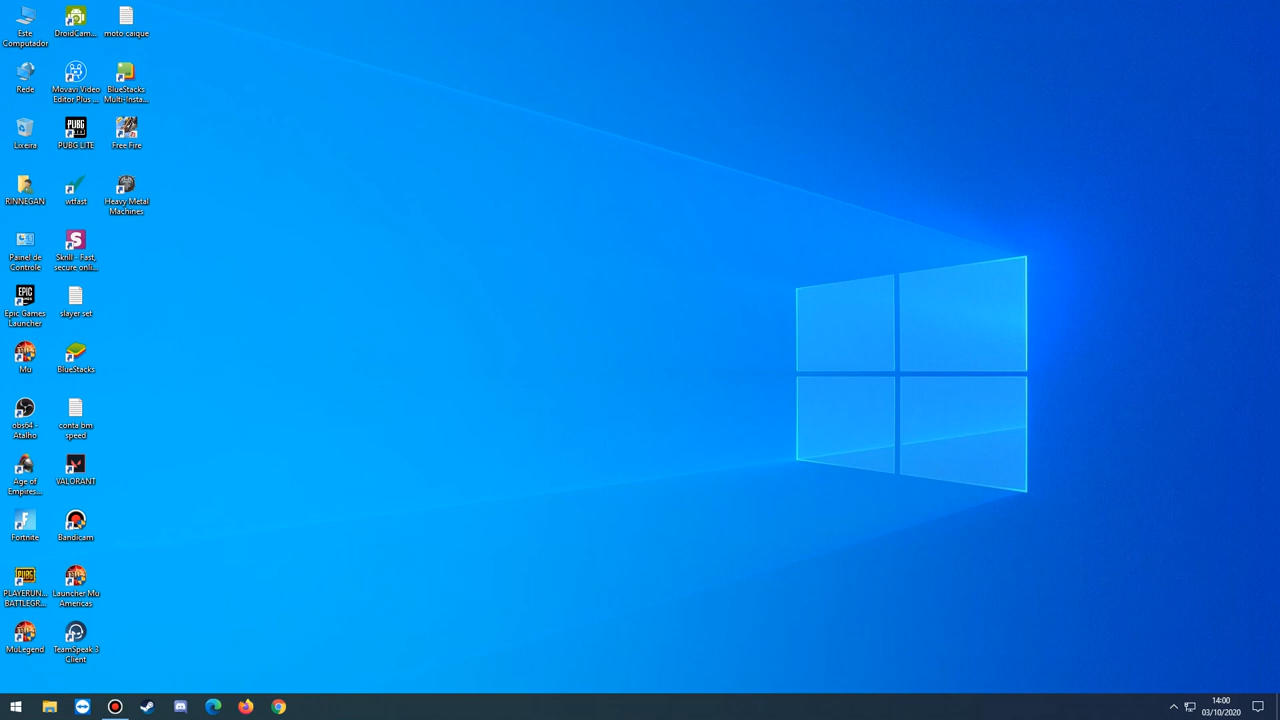 Este
Computador
Rede
Lixeira
RINNEGAN
Painel de
Controle
Epic Games
Launcher
Mu
obs64 -
Atalho
Age of
Empires...
Fortnite
PLAYERUN...
BATTLEGR...
MuLegend
DroidCam...
Movavi Video
Editor Plus ...
PUBG LITE
wtfast
Skrill - Fast,
secure onli...
slayer set
BlueStacks
conta bm
speed
VALORANT
Bandicam
Launcher Mu
Americas
TeamSpeak 3
Client
moto caique
BlueStacks
Multi-Insta...
Free Fire
Heavy Metal
Machines
14:00
03/10/2020